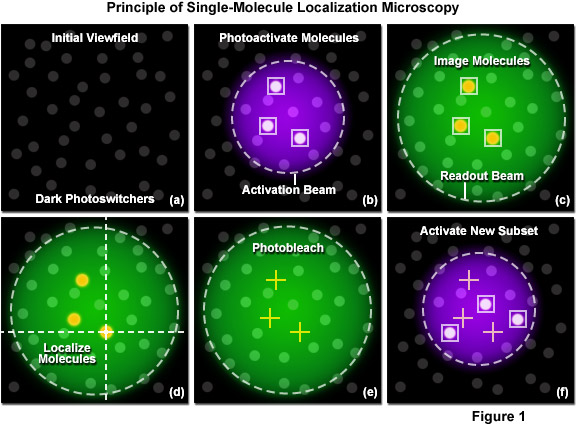 Principle of Single-Molecule Localization Microscopy
Initial Viewfield
Dark Photoswitchers
(a)
Photoactivate Molecules
Activation Beam
(b)
Image Molecules
Readout Beam
(c)
Localize
Molecules
(d)
Photobleach
(e)
Activate New Subset
(f)
Figure 1